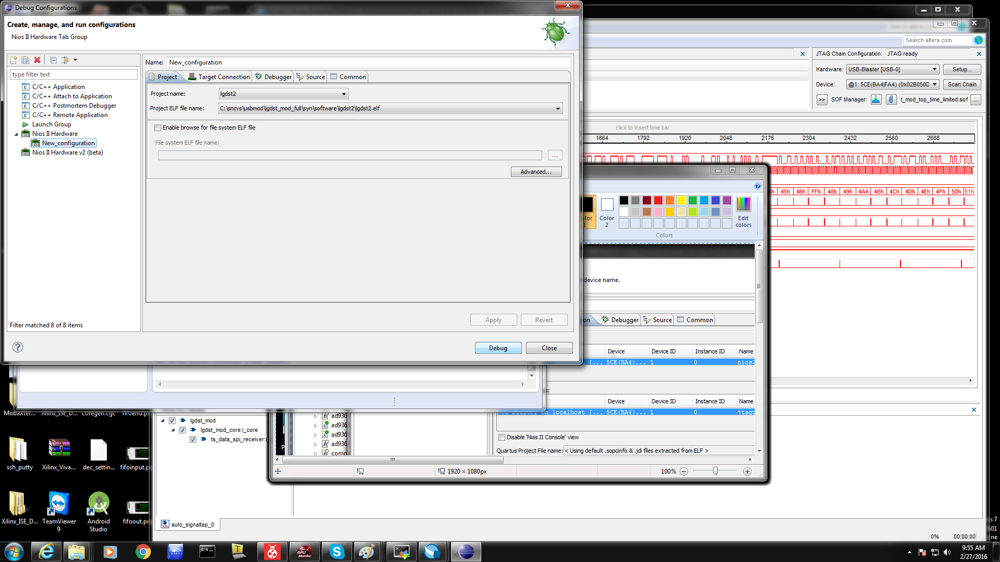 Debug Configurations
Create, manage, and run configurations
Nios II Hardware Tab Group
type filter text
C/C++ Application
C/C++ Attach to Application
C/C++ Postmortem Debugger
C/C++ Remote Application
Launch Group
Nios II Hardware
New_configuration
Nios II Hardware v2 (beta)
Filter matched 8 of 8 items
Name: New_configuration
Project Target Connection Debugger Source Common
Project name: lgdst2
Project ELF file name: C:\sncvs\usbmod\lgdst_mod_full\syn\software\lgdst2\lgdst2.elf
Enable browse for file system ELF file
File system ELF file name:
...
Advanced...
Apply Revert
Debug Close
Search altera.com
JTAG Chain Configuration: JTAG ready
Hardware: USB-Blaster [USB-0] Setup...
Device: @1: 5CE(BA4|FA4) (0x02B050D Scan Chain
>> SOF Manager: t_mod_top_time_limited.sof ...
click to insert time bar
1664 1792 1920 2048 2176 2304 2432 2560 2688
4h 45h 46h FFh 48h 49h 4Ah 4Bh 4Ch 4Dh 4Eh 4Fh 50h 51h
olor 1
Color 2
Edit colors
Colors
device name.
on Debugger Source Common
Device Device ID Instance ID Name
[... 5CE(BA4|... 1 0 nios2
s:
Device Device ID Instance ID Name
USB-Blaster on localhost [... 5CE(BA4|... 1 0 jtagu
Disable 'Nios II Console' view
Quartus Project File name: < Using default .sopcinfo & .jdi files extracted from ELF >
ad936
ad936
ad936
ad936
comm
P
1920 × 1080px
100%
lgdst_mod
lgdst_mod_core:i_core
ts_data_spi_receiver:i_
auto_signaltap_0
0% 00:00:00
MobaXter... Xilinx_ISE_D... coregen.cgc fifoend.p
ssh_putty Xilinx_Viva... dec_settin... fifoinput.p
Xilinx_ISE_D... TeamViewer 9 Android Studio fifoout.pr
s 7
601
ine
9:55 AM
2/27/2016